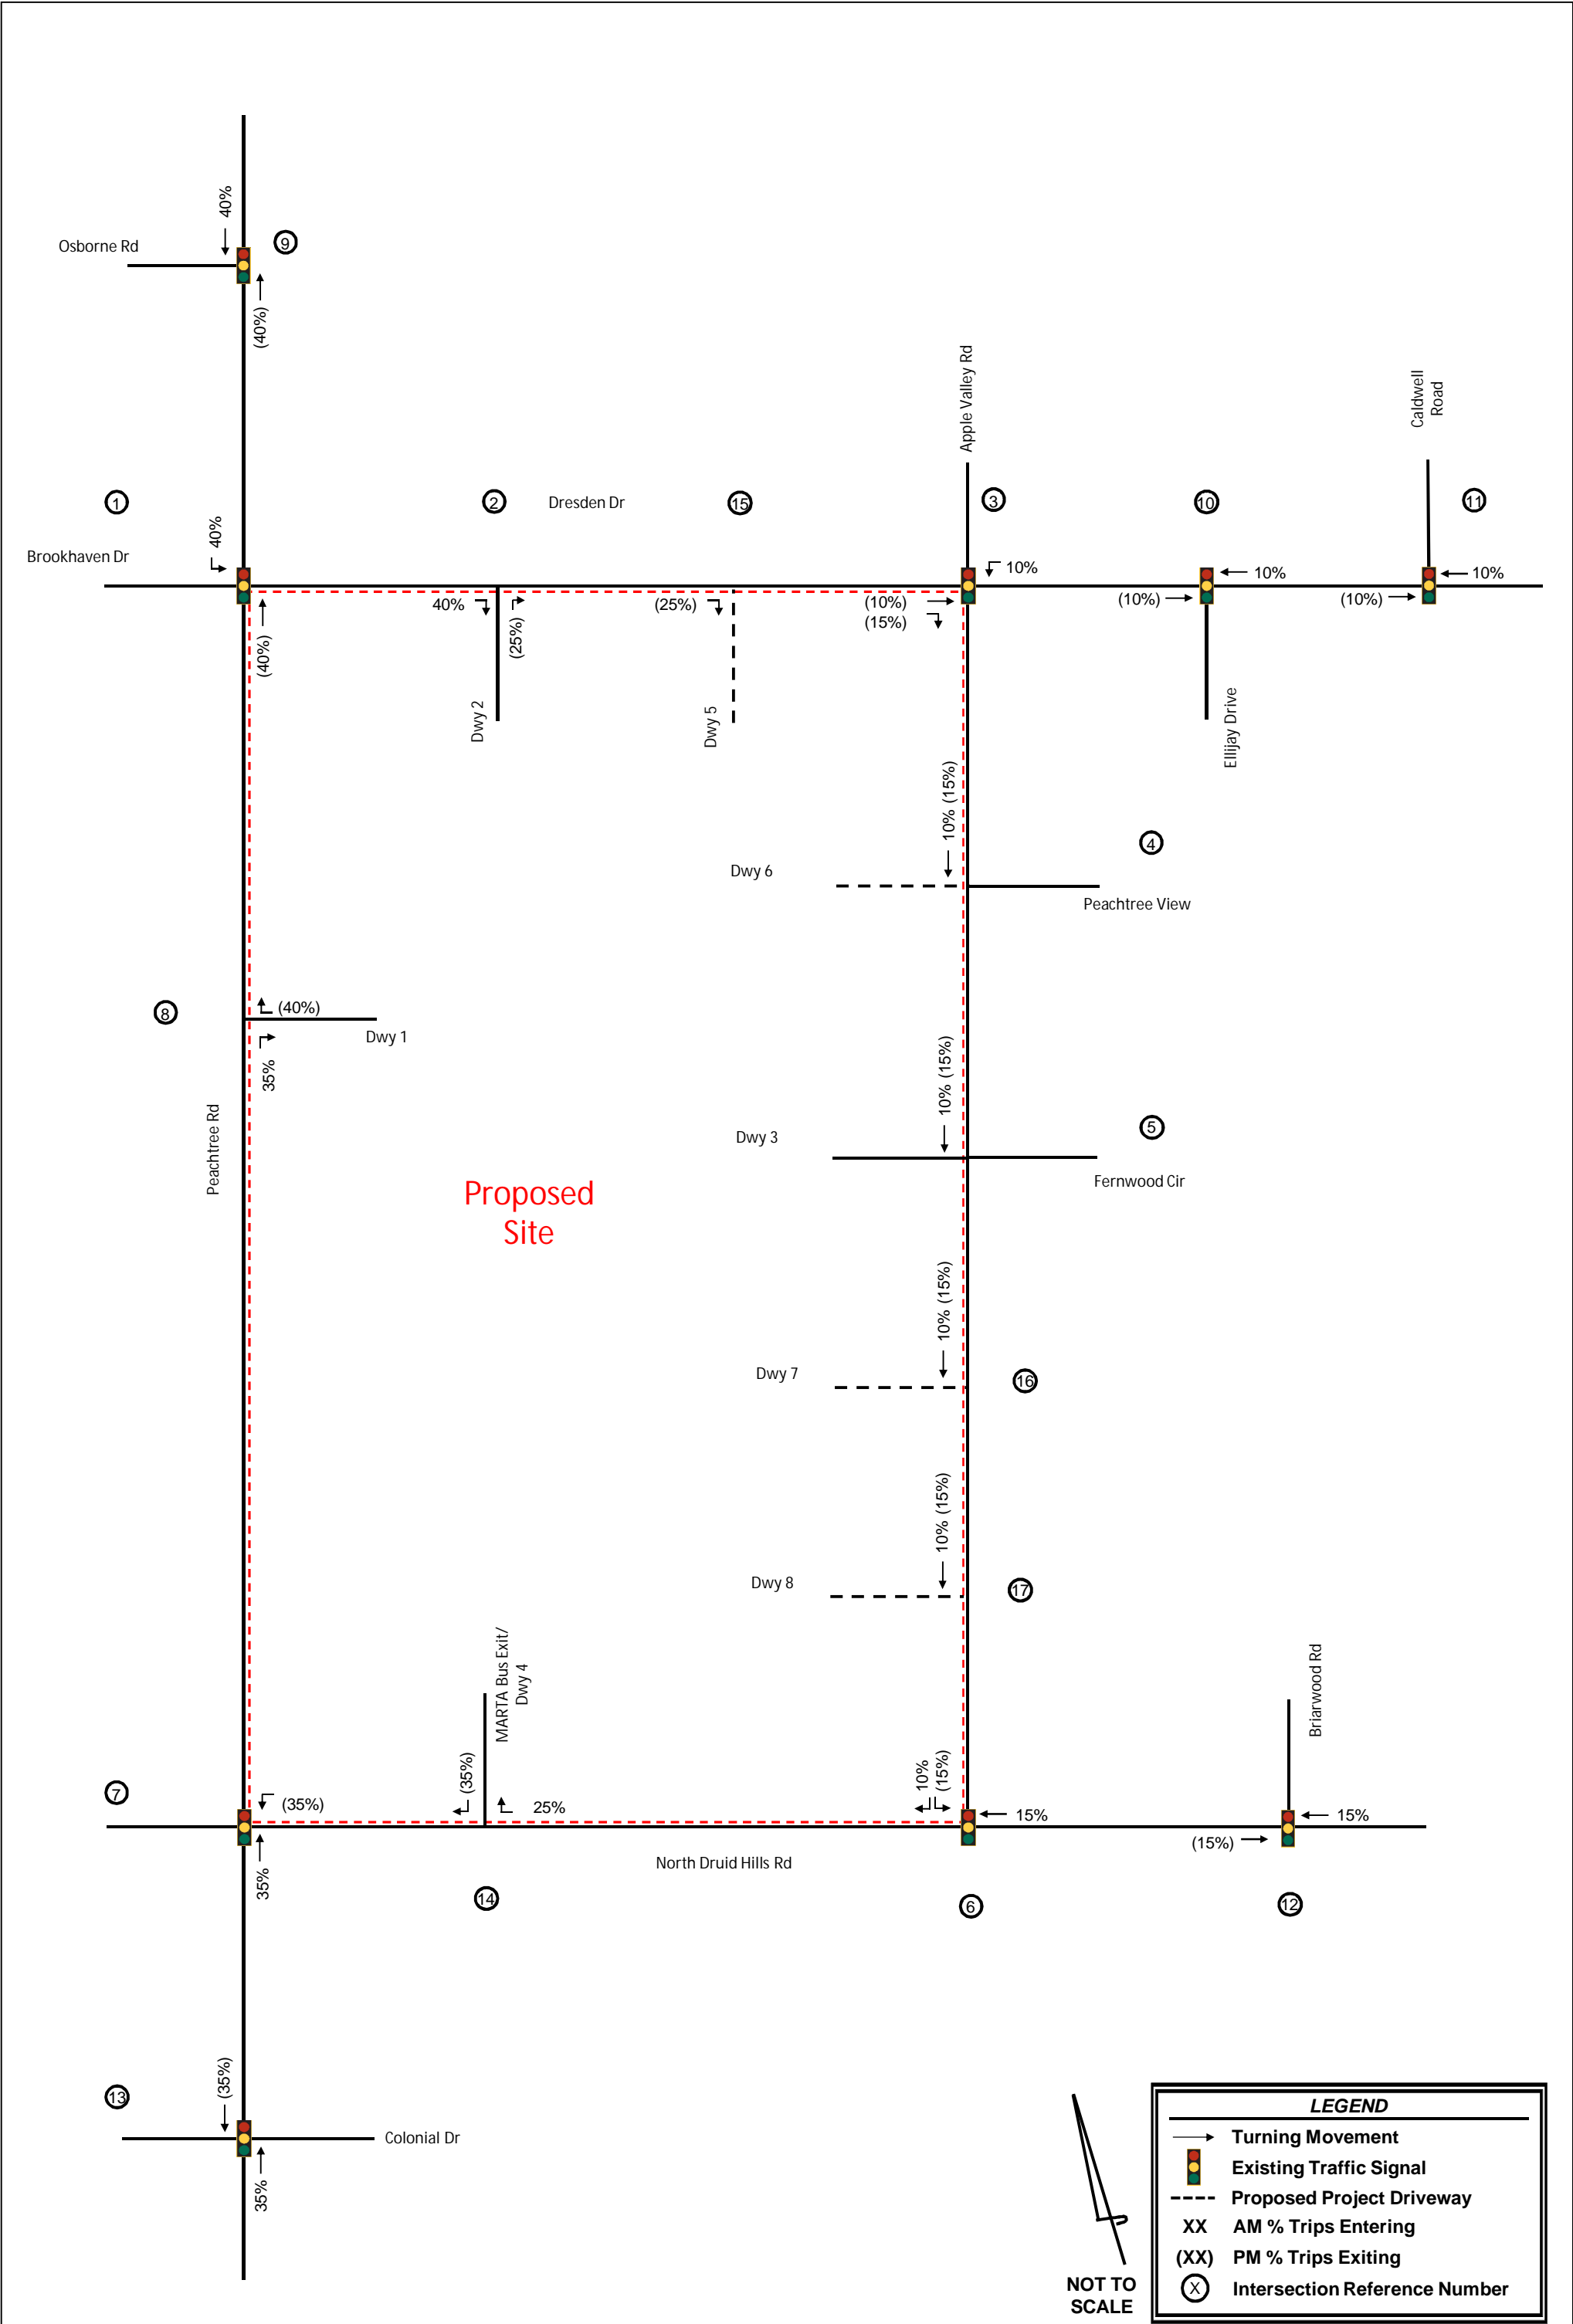 40%
Osborne Rd
9
(40%)
Apple Valley Rd
Caldwell
Road
1
2
Dresden Dr
15
3
10
11
40%
Brookhaven Dr
10%
10%
10%
40%
(25%)
(25%)
(10%)
(15%)
(10%)
(10%)
(40%)
Dwy 2
Dwy 5
Ellijay Drive
10% (15%)
4
Dwy 6
Peachtree View
8
(40%)
Dwy 1
35%
Peachtree Rd
10% (15%)
Dwy 3
5
Fernwood Cir
Proposed
Site
10% (15%)
Dwy 7
16
10% (15%)
Dwy 8
17
MARTA Bus Exit/
Dwy 4
Briarwood Rd
7
(35%)
(35%)
25%
10%
(15%)
15%
15%
(15%)
35%
North Druid Hills Rd
14
6
12
13
(35%)
Colonial Dr
35%
NOT TO
SCALE
LEGEND
Turning Movement
Existing Traffic Signal
Proposed Project Driveway
XX AM % Trips Entering
(XX) PM % Trips Exiting
X Intersection Reference Number